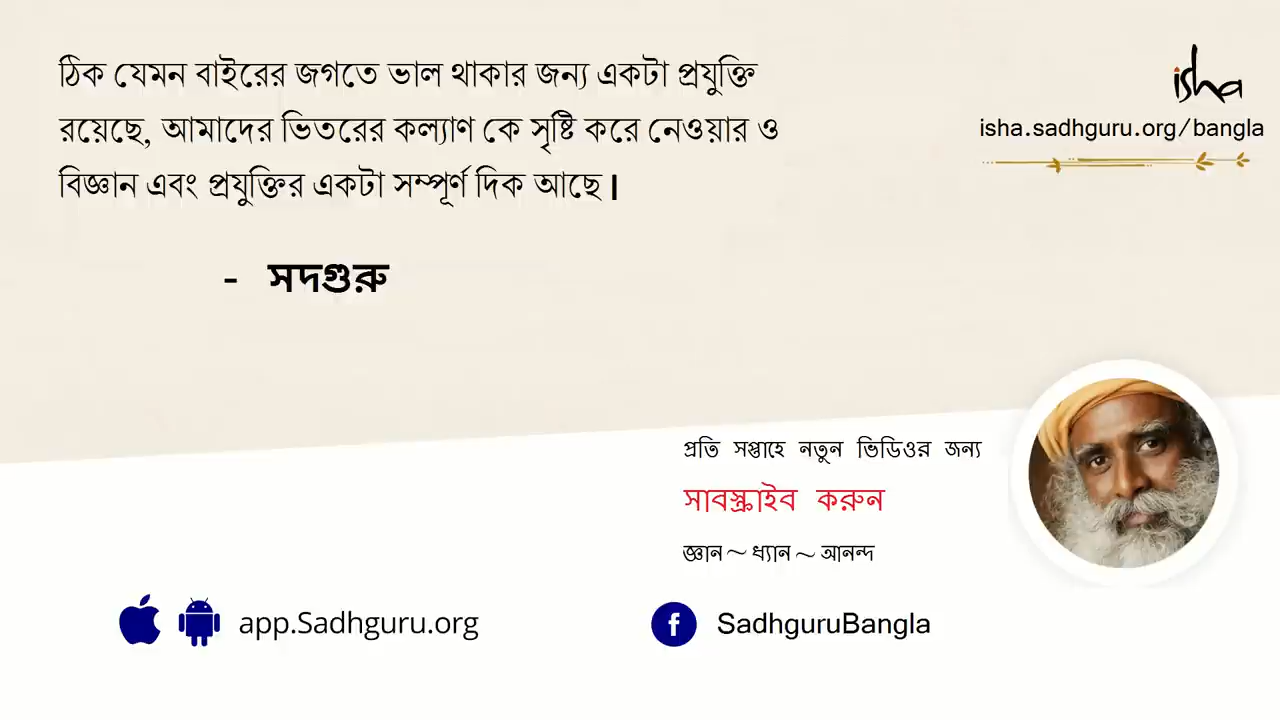 ঠিক যেমন বাইরের জগতে ভাল থাকার জন্য একটা প্রযুক্তি
রয়েছে, আমাদের ভিতরের কল্যাণ কে সৃষ্টি করে নেওয়ার ও
বিজ্ঞান এবং প্রযুক্তির একটা সম্পূর্ণ দিক আছে ।
- সদগুরু
isha
isha.sadhguru.org/bangla
প্রতি সপ্তাহে নতুন ভিডিওর জন্য
সাবস্ক্রাইব করুন
জ্ঞান ~ ধ্যান ~ আনন্দ
app.Sadhguru.org
f SadhguruBangla